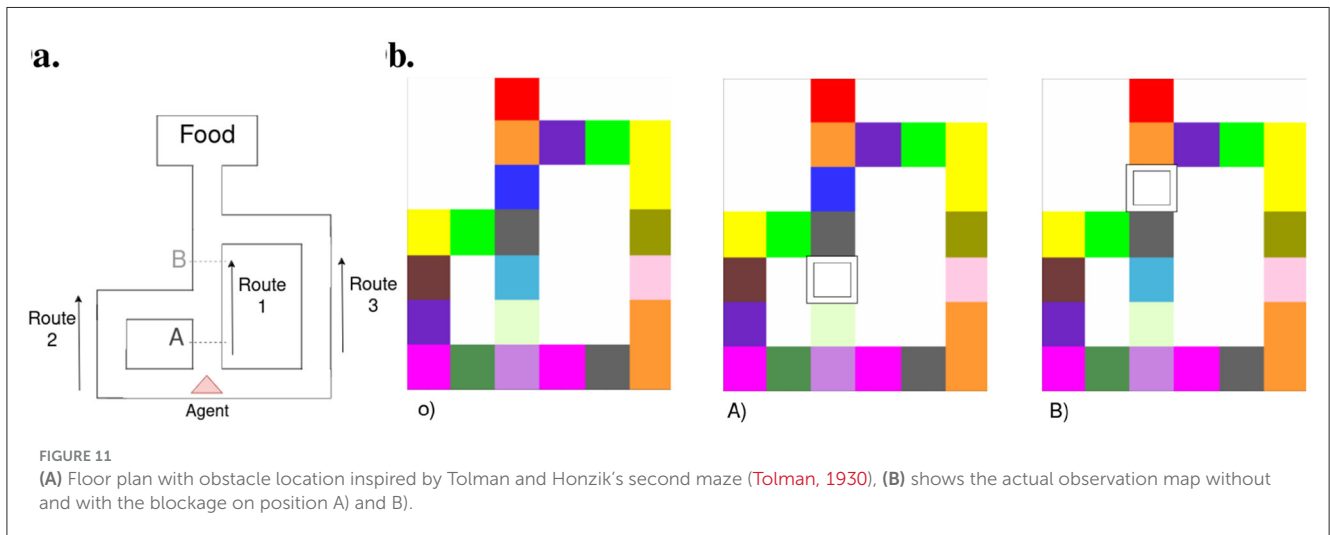 a.
b.
Food
B
Route
1
Route
3
Route
2
A
Agent
o)
A)
B)
FIGURE 11
(A) Floor plan with obstacle location inspired by Tolman and Honzik's second maze (Tolman, 1930), (B) shows the actual observation map without
and with the blockage on position A) and B).